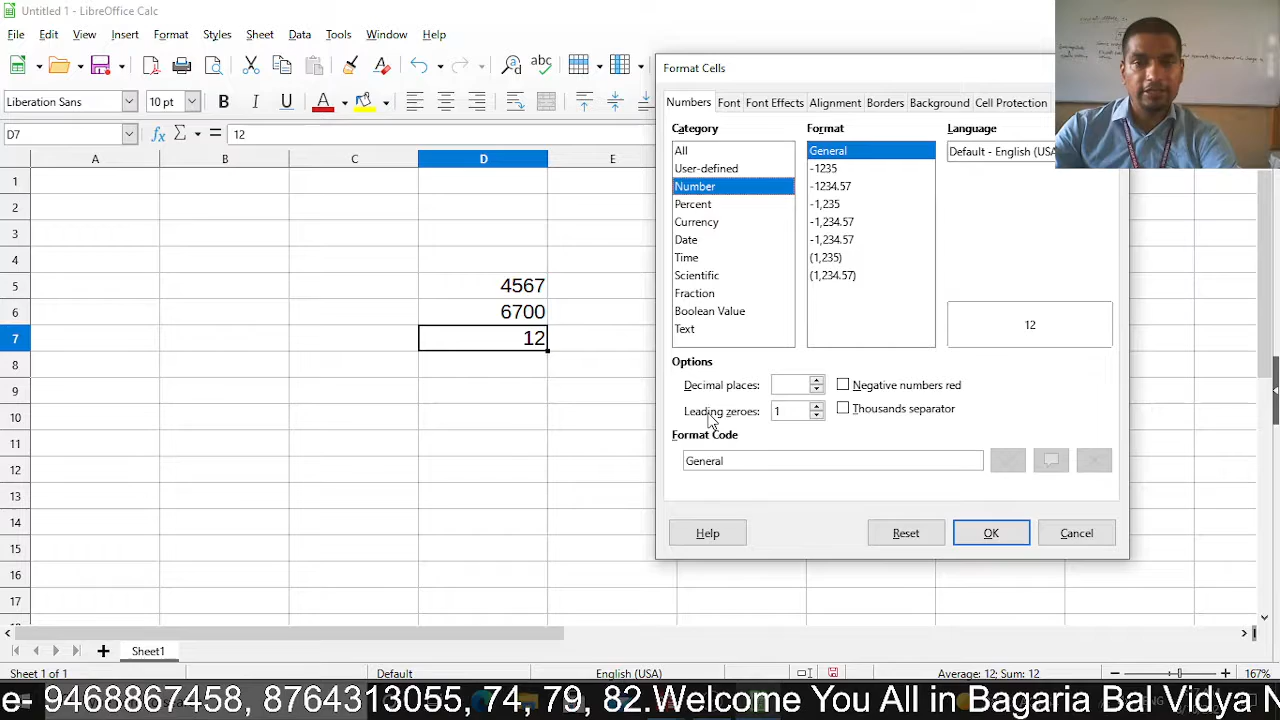 Untitled 1 - LibreOffice Calc
File Edit View Insert Format Styles Sheet Data Tools Window Help
Liberation Sans 10 pt B I U A
D7 fx Σ = 12
A B C D E
1
2
3
4
5 4567
6 6700
7 12
8
9
10
11
12
13
14
15
16
17
Format Cells
Numbers Font Font Effects Alignment Borders Background Cell Protection
Category Format Language
All General Default - English (USA
User-defined -1235
Number -1234.57
Percent -1,235
Currency -1,234.57
Date -1,234.57
Time (1,235)
Scientific (1,234.57)
Fraction
Boolean Value 12
Text
Options
Decimal places: Negative numbers red
Leading zeroes: 1 Thousands separator
Format Code
General
Help Reset OK Cancel
Sheet1
Sheet 1 of 1 Default English (USA) Average: 12; Sum: 12 167%
e- 9468867458, 8764313055, 74, 79, 82.Welcome You All in Bagaria Bal Vidya N